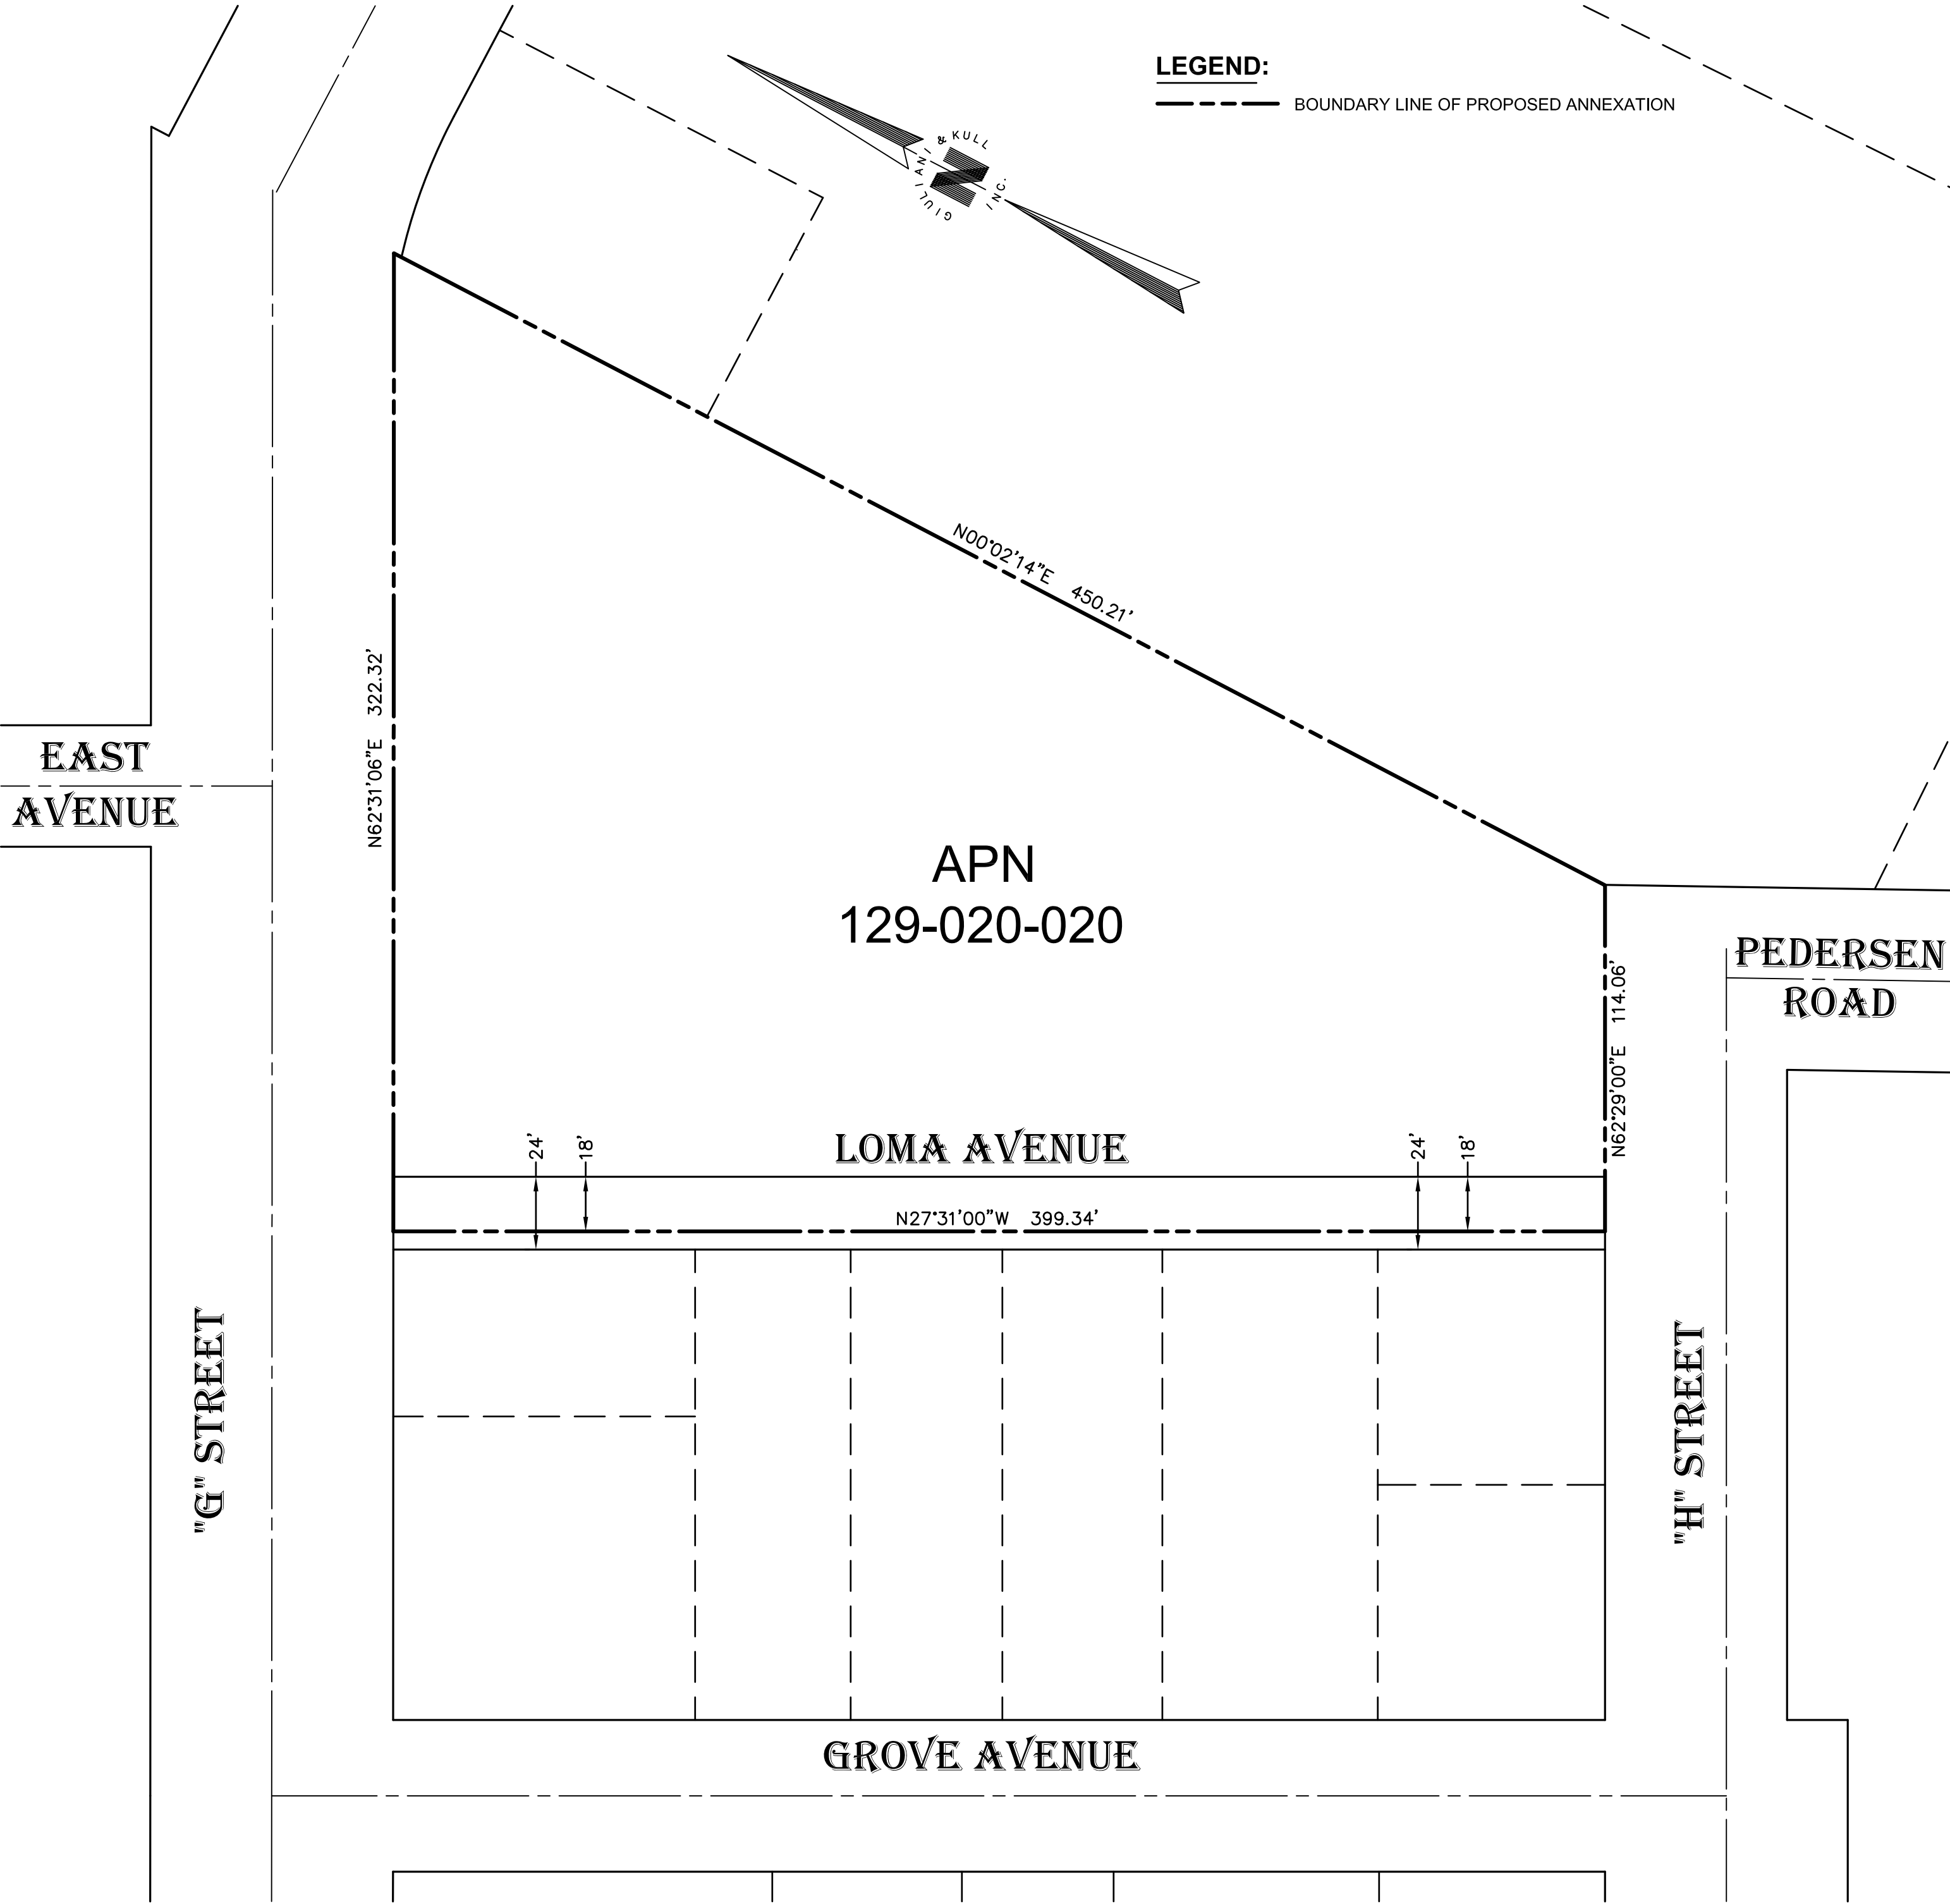 LEGEND:
BOUNDARY LINE OF PROPOSED ANNEXATION
GIULIANI & KULL INC.
N00°02'14"E 450.21'
N62°31'06"E 322.32'
EAST
AVENUE
APN
129-020-020
PEDERSEN
ROAD
N62°29'00"E 114.06'
LOMA AVENUE
24'
18'
24'
18'
N27°31'00"W 399.34'
"G" STREET
"H" STREET
GROVE AVENUE